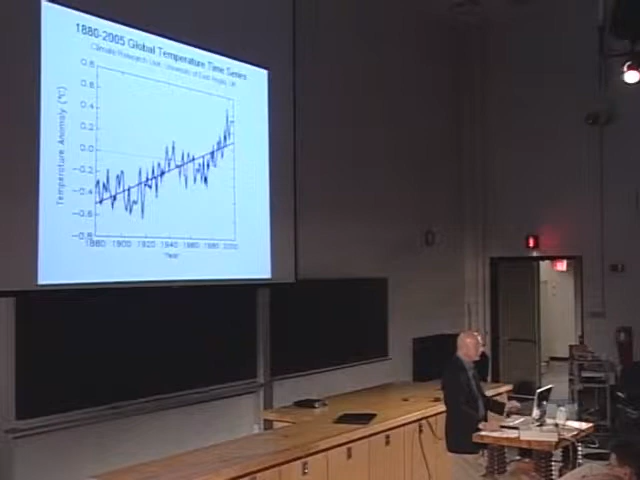 1880-2005 Global Temperature Time Series
Climate Research Unit, University of East Anglia, UK
Temperature Anomaly (°C)
0.8
0.6
0.4
0.2
0.0
-0.2
-0.4
-0.6
-0.8
1880 1900 1920 1940 1960 1980 2000
Year